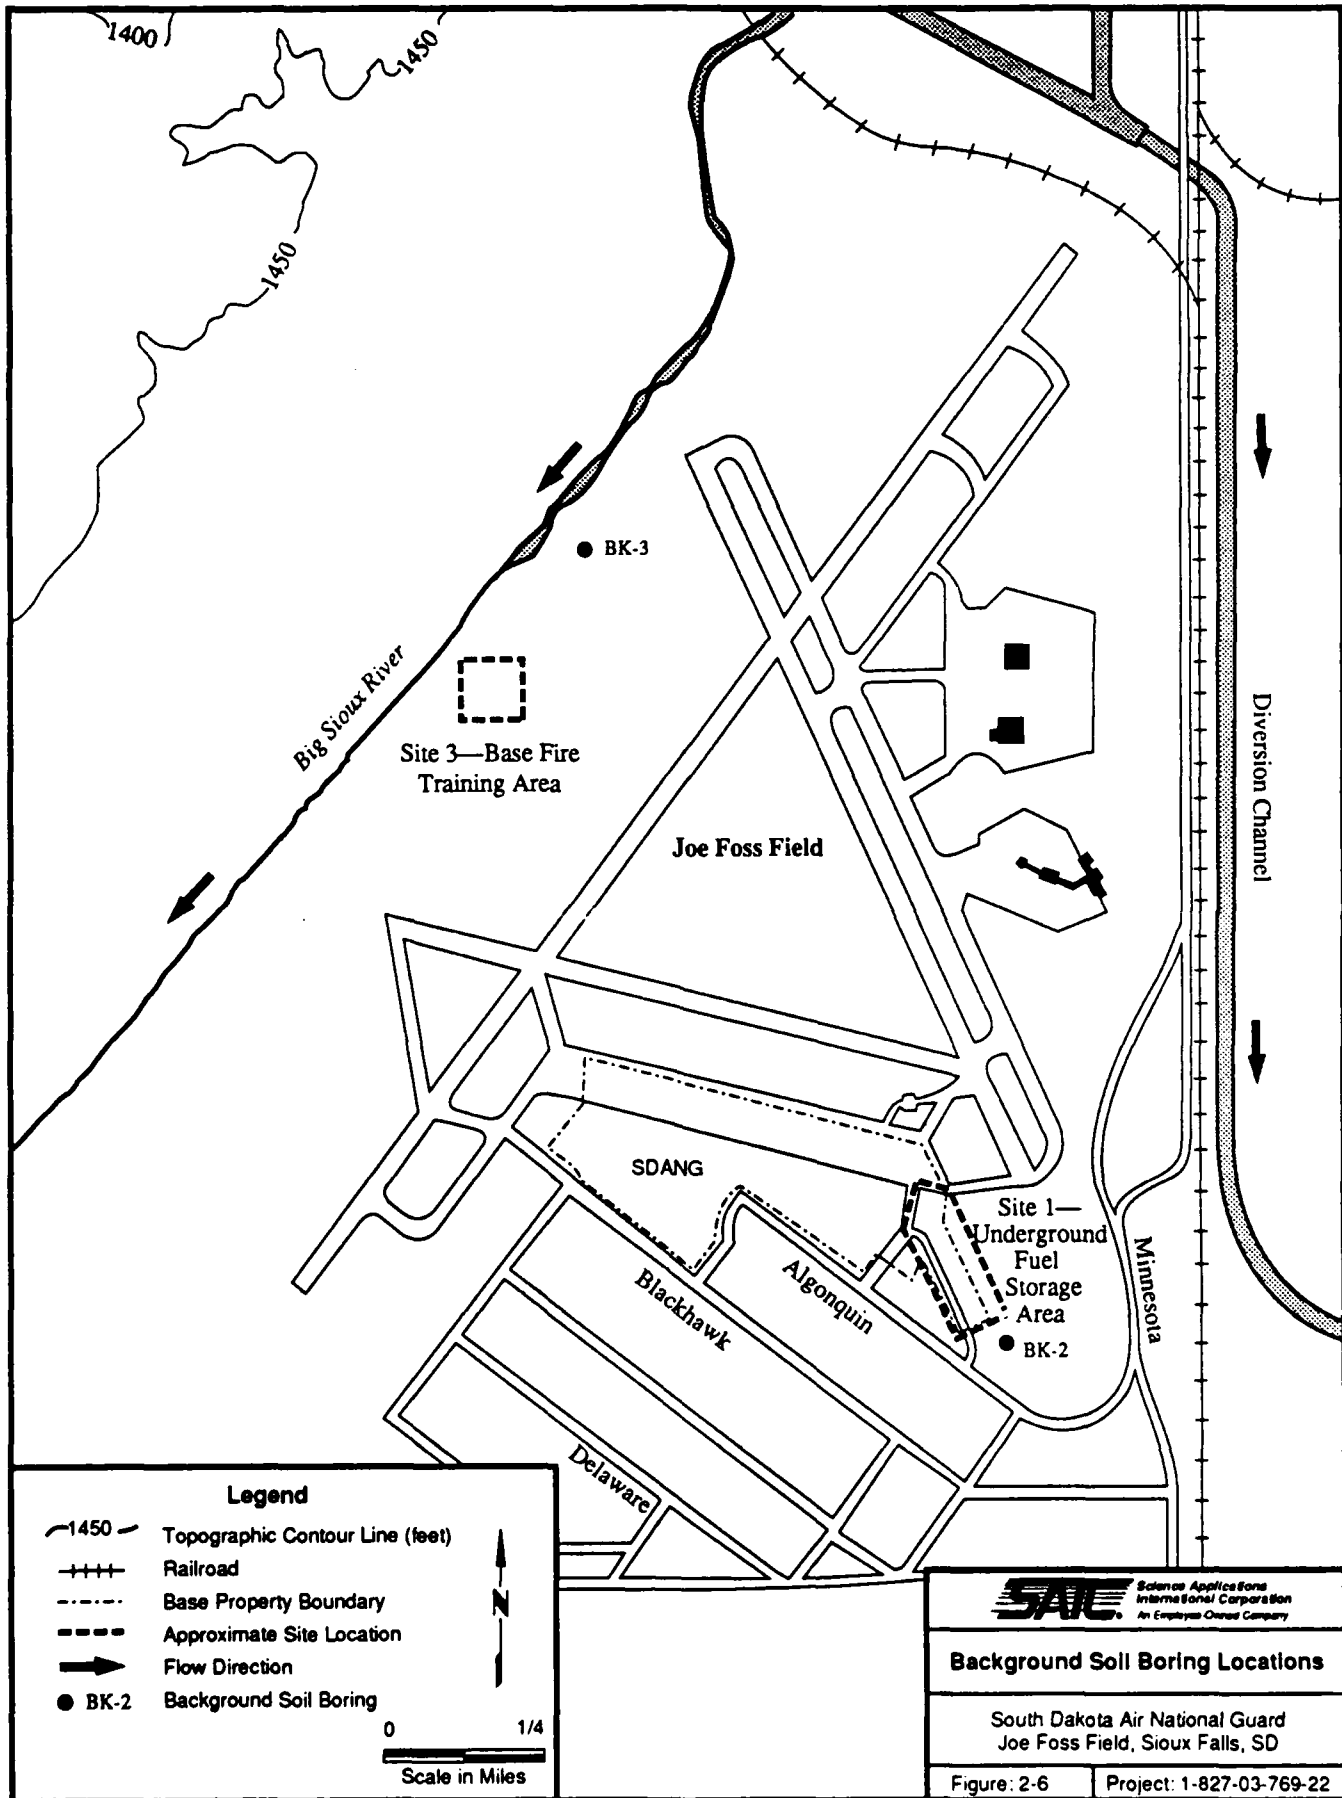 1400
1450
1450
BK-3
Big Sioux River
Site 3—Base Fire
Training Area
Joe Foss Field
Diversion Channel
SDANG
Site 1—
Underground
Fuel
Storage
Area
Minnesota
Algonquin
Blackhawk
BK-2
Delaware
Legend
1450 Topographic Contour Line (feet)
Railroad
Base Property Boundary
Approximate Site Location
Flow Direction
BK-2 Background Soil Boring
N
0 1/4
Scale in Miles
SAIC
Science Applications
International Corporation
An Employee-Owned Company
Background Soil Boring Locations
South Dakota Air National Guard
Joe Foss Field, Sioux Falls, SD
Figure: 2-6 Project: 1-827-03-769-22